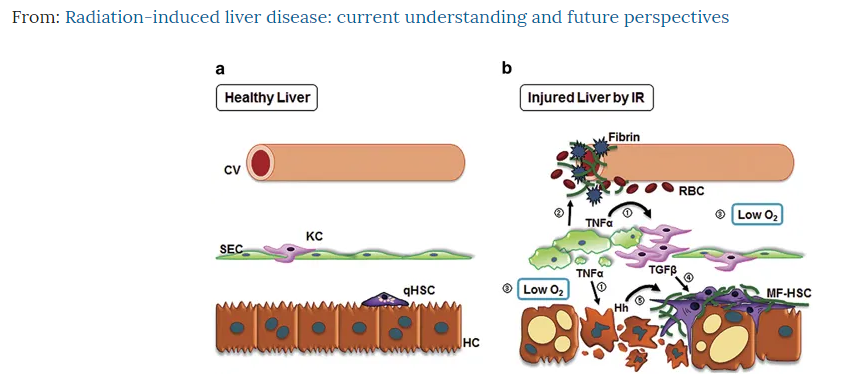 From: Radiation-induced liver disease: current understanding and future perspectives
a
Healthy Liver
CV
KC
SEC
qHSC
HC
b
Injured Liver by IR
Fibrin
RBC
②
TNFα
①
③ Low O₂
TNFα
①
TGFβ
④
③ Low O₂
Hh
⑤
MF-HSC